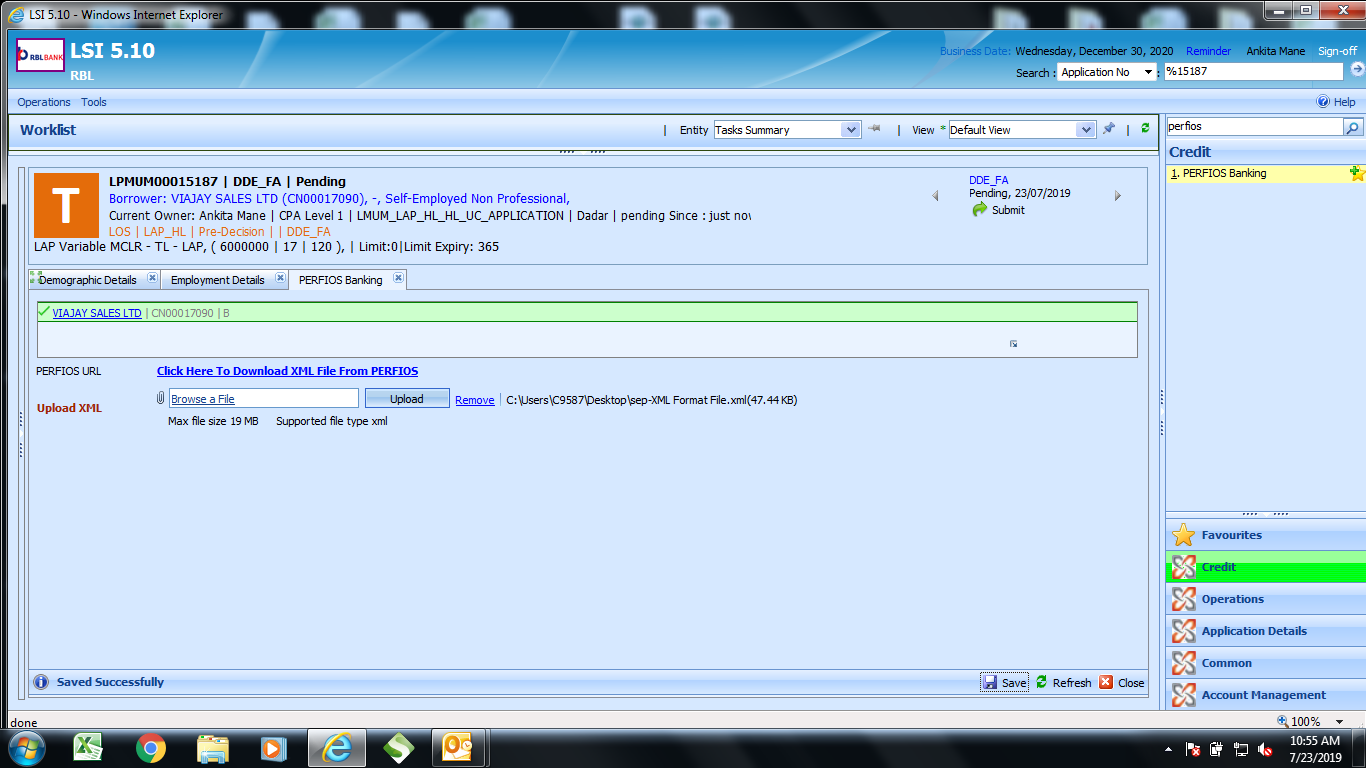 LSI 5.10 - Windows Internet Explorer
RBLBANK
LSI 5.10
RBL
Business Date: Wednesday, December 30, 2020 Reminder Ankita Mane Sign-off
Search : Application No : %15187
Operations Tools Help
Worklist | Entity Tasks Summary | View * Default View |
perfios
Credit
1. PERFIOS Banking
T
LPMUM00015187 | DDE_FA | Pending
Borrower: VIAJAY SALES LTD (CN00017090), -, Self-Employed Non Professional,
Current Owner: Ankita Mane | CPA Level 1 | LMUM_LAP_HL_HL_UC_APPLICATION | Dadar | pending Since : just nov
LOS | LAP_HL | Pre-Decision | | DDE_FA
LAP Variable MCLR - TL - LAP, ( 6000000 | 17 | 120 ), | Limit:0|Limit Expiry: 365
DDE_FA
Pending, 23/07/2019
Submit
Demographic Details Employment Details PERFIOS Banking
VIAJAY SALES LTD | CN00017090 | B
PERFIOS URL Click Here To Download XML File From PERFIOS
Upload XML Browse a File Upload Remove | C:\Users\C9587\Desktop\sep-XML Format File.xml(47.44 KB)
Max file size 19 MB Supported file type xml
Favourites
Credit
Operations
Application Details
Common
Account Management
Saved Successfully Save Refresh Close
done 100%
10:55 AM
7/23/2019